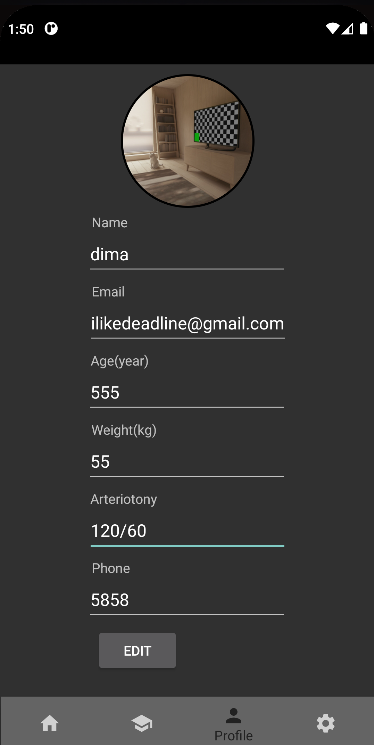 1:50
Name
dima
Email
ilikedeadline@gmail.com
Age(year)
555
Weight(kg)
55
Arteriotony
120/60
Phone
5858
EDIT
Profile